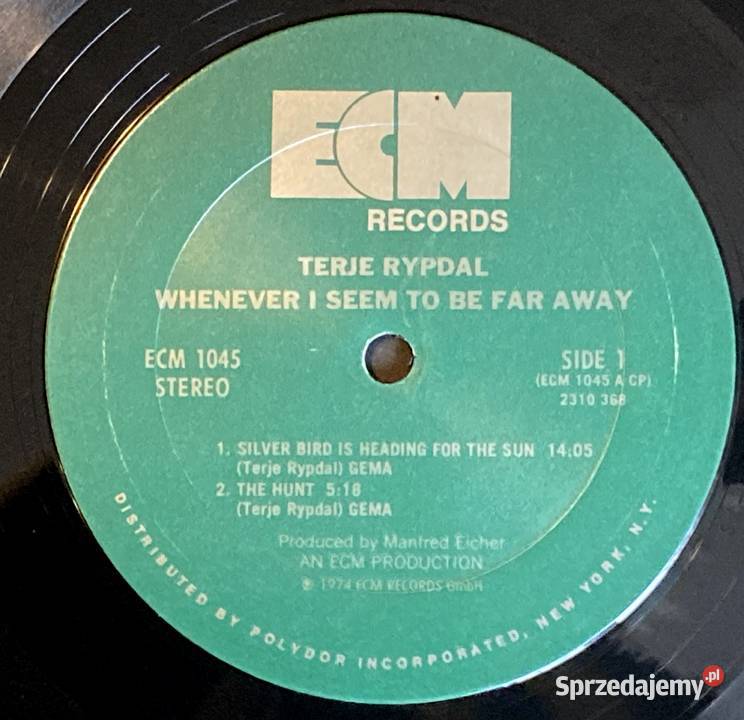 ECM
RECORDS
TERJE RYPDAL
WHENEVER I SEEM TO BE FAR AWAY
ECM 1045
STEREO
SIDE 1
(ECM 1045 A CP)
2310 368
1. SILVER BIRD IS HEADING FOR THE SUN 14:05
(Terje Rypdal) GEMA
2. THE HUNT 5:18
(Terje Rypdal) GEMA
Produced by Manfred Eicher
AN ECM PRODUCTION
℗ 1974 ECM RECORDS GmbH
DISTRIBUTED BY POLYDOR INCORPORATED, NEW YORK, N.Y.
Sprzedajemy.pl